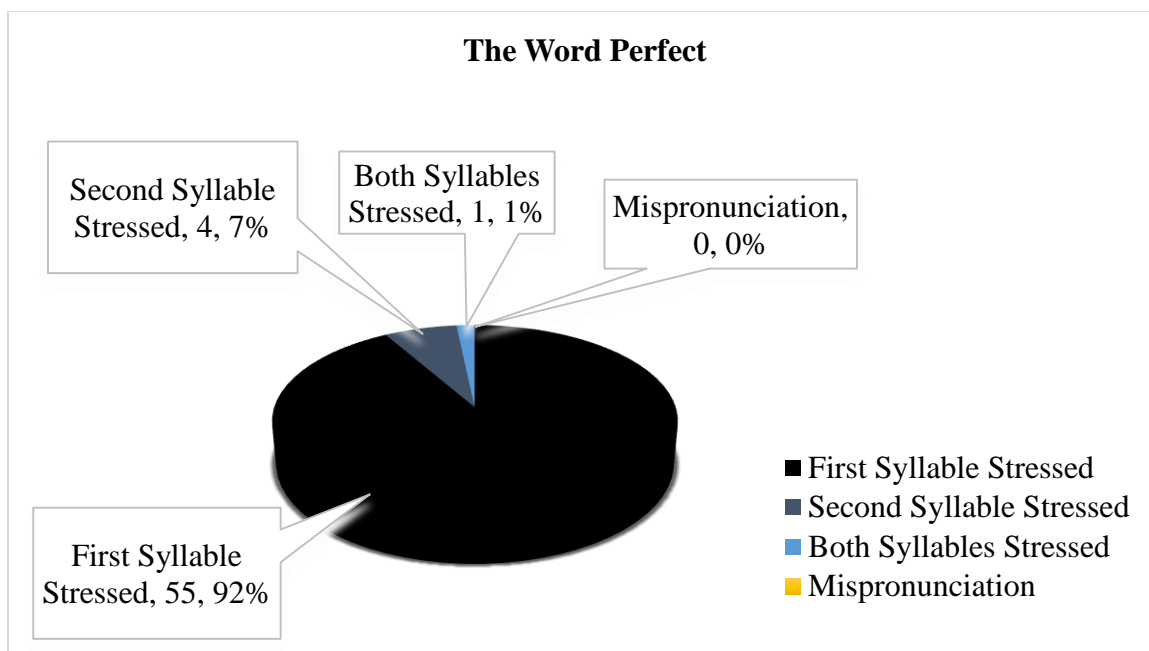 The Word Perfect
Second Syllable
Stressed, 4, 7%
Both Syllables
Stressed, 1, 1%
Mispronunciation,
0, 0%
First Syllable
Stressed, 55, 92%
First Syllable Stressed
Second Syllable Stressed
Both Syllables Stressed
Mispronunciation